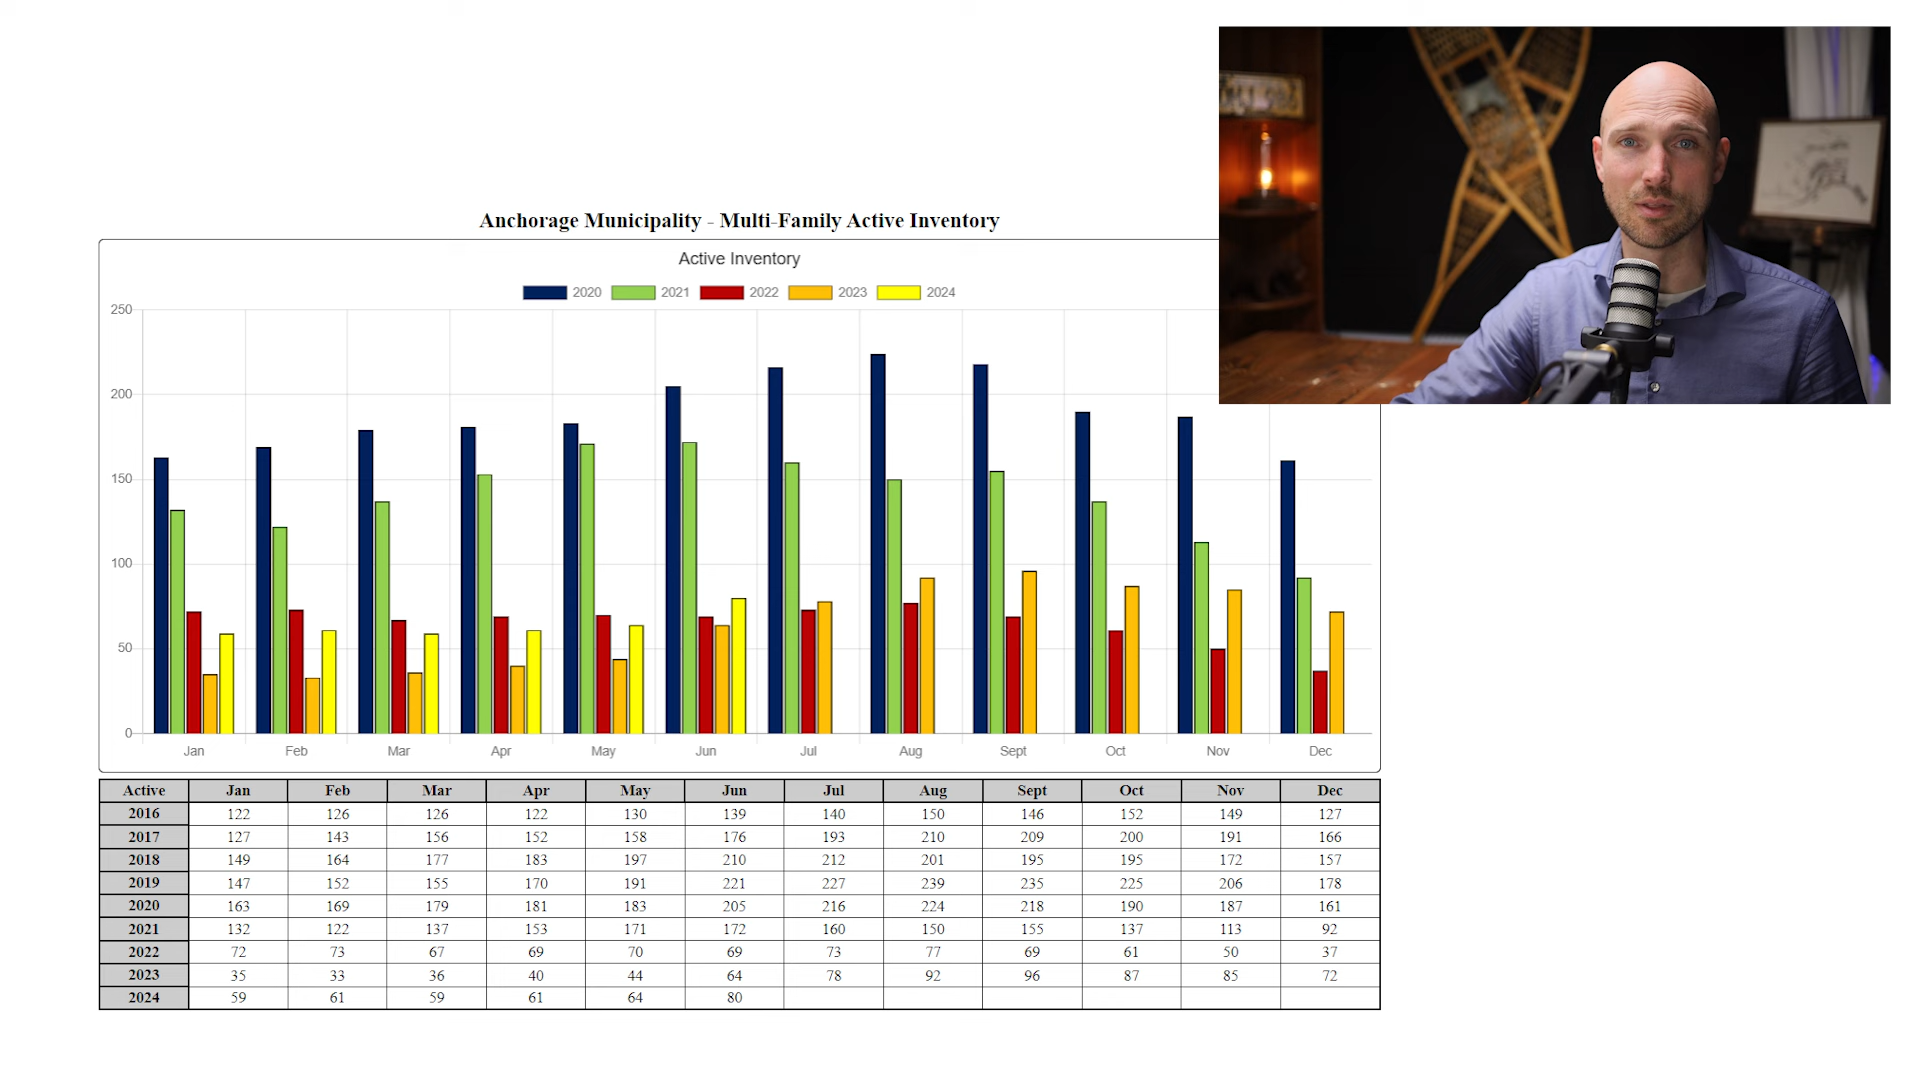 Anchorage Municipality - Multi-Family Active Inventory
Active Inventory
2020 2021 2022 2023 2024
250
200
150
100
50
0
Jan Feb Mar Apr May Jun Jul Aug Sept Oct Nov Dec
Active Jan Feb Mar Apr May Jun Jul Aug Sept Oct Nov Dec
2016 122 126 126 122 130 139 140 150 146 152 149 127
2017 127 143 156 152 158 176 193 210 209 200 191 166
2018 149 164 177 183 197 210 212 201 195 195 172 157
2019 147 152 155 170 191 221 227 239 235 225 206 178
2020 163 169 179 181 183 205 216 224 218 190 187 161
2021 132 122 137 153 171 172 160 150 155 137 113 92
2022 72 73 67 69 70 69 73 77 69 61 50 37
2023 35 33 36 40 44 64 78 92 96 87 85 72
2024 59 61 59 61 64 80